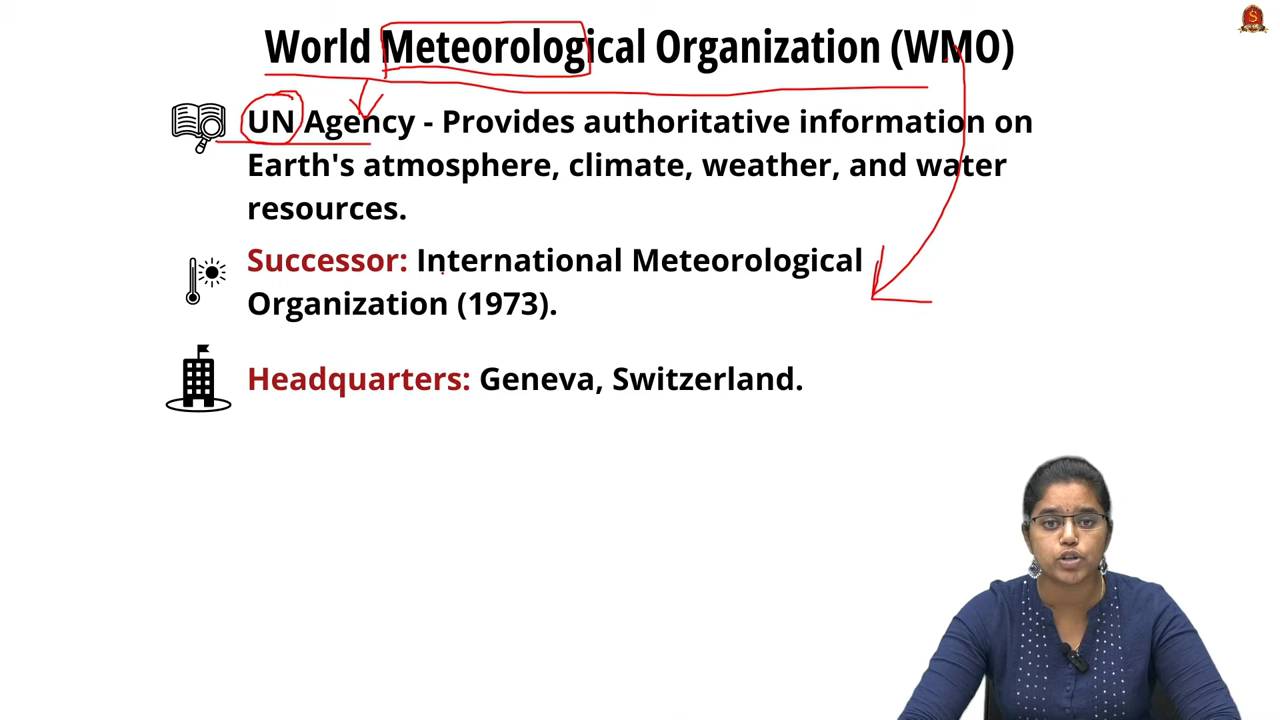 World Meteorological Organization (WMO)
UN Agency - Provides authoritative information on
Earth's atmosphere, climate, weather, and water
resources.
Successor: International Meteorological
Organization (1973).
Headquarters: Geneva, Switzerland.